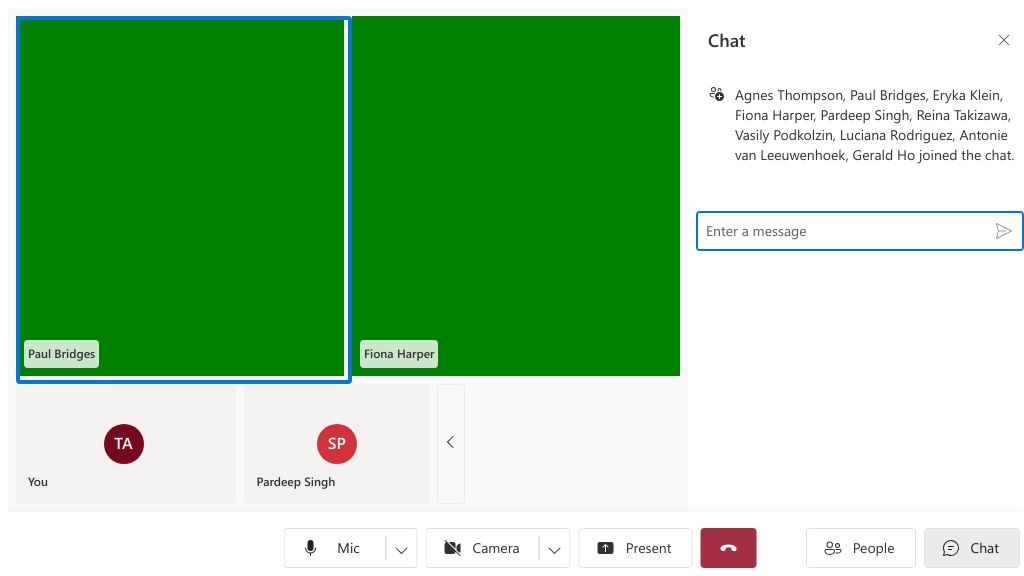 Chat
Agnes Thompson, Paul Bridges, Eryka Klein,
Fiona Harper, Pardeep Singh, Reina Takizawa,
Vasily Podkolzin, Luciana Rodriguez, Antonie
van Leeuwenhoek, Gerald Ho joined the chat.
Enter a message
Paul Bridges
Fiona Harper
TA
You
SP
Pardeep Singh
Mic
Camera
Present
People
Chat